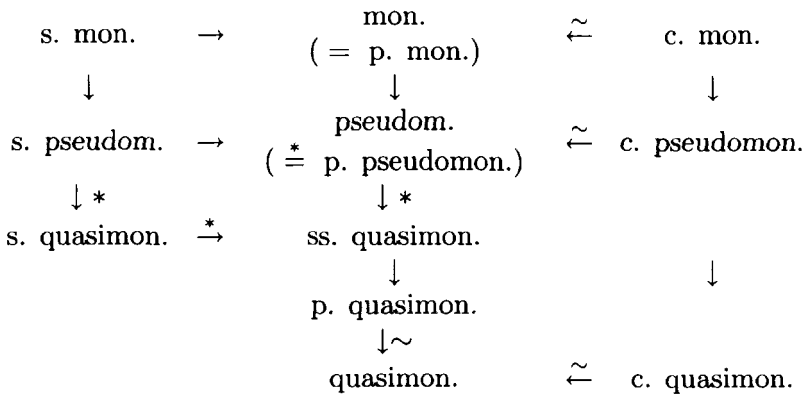 s. mon. → mon. ←~ c. mon.
( = p. mon.)
↓ ↓ ↓
s. pseudom. → pseudom. ←~ c. pseudomon.
( =* p. pseudomon.)
↓ * ↓ *
s. quasimon. →* ss. quasimon.
↓ ↓
p. quasimon.
↓~
quasimon. ←~ c. quasimon.